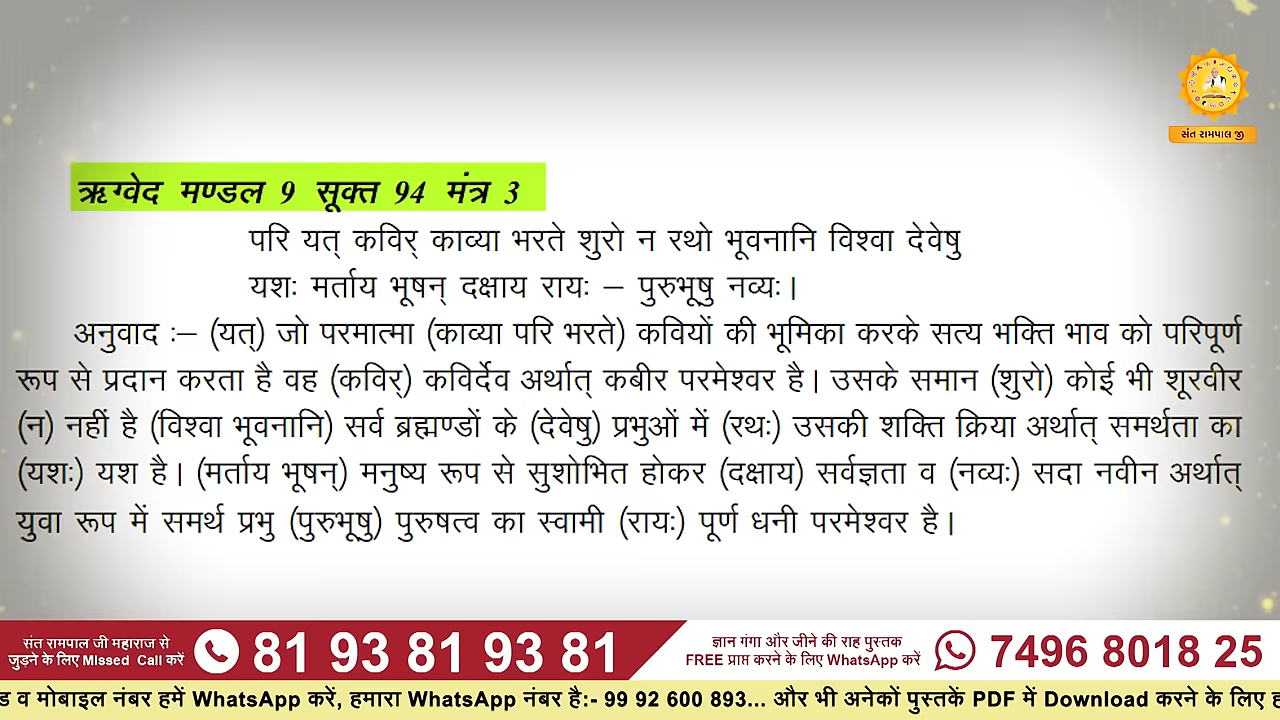 संत रामपाल जी
ऋग्वेद मण्डल 9 सूक्त 94 मंत्र 3
परि यत् कविर् काव्या भरते शुरो न रथो भूवनानि विश्वा देवेषु
यशः मर्ताय भूषन् दक्षाय रायः – पुरुभूषु नव्यः।
अनुवाद :– (यत्) जो परमात्मा (काव्या परि भरते) कवियों की भूमिका करके सत्य भक्ति भाव को परिपूर्ण
रूप से प्रदान करता है वह (कविर्) कविर्देव अर्थात् कबीर परमेश्वर है। उसके समान (शुरो) कोई भी शूरवीर
(न) नहीं है (विश्वा भूवनानि) सर्व ब्रह्मण्डों के (देवेषु) प्रभुओं में (रथः) उसकी शक्ति क्रिया अर्थात् समर्थता का
(यशः) यश है। (मर्ताय भूषन्) मनुष्य रूप से सुशोभित होकर (दक्षाय) सर्वज्ञता व (नव्यः) सदा नवीन अर्थात्
युवा रूप में समर्थ प्रभु (पुरुभूषु) पुरुषत्व का स्वामी (रायः) पूर्ण धनी परमेश्वर है।
संत रामपाल जी महाराज से
जुड़ने के लिए Missed Call करें
81 93 81 93 81
ज्ञान गंगा और जीने की राह पुस्तक
FREE प्राप्त करने के लिए WhatsApp करें
7496 8018 25
ड व मोबाइल नंबर हमें WhatsApp करें, हमारा WhatsApp नंबर है:- 99 92 600 893... और भी अनेकों पुस्तकें PDF में Download करने के लिए ह